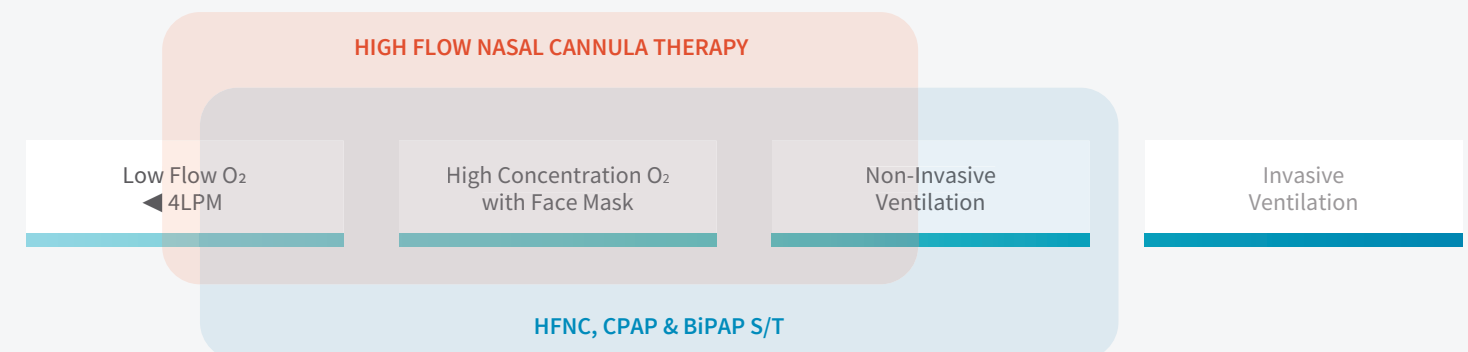 HIGH FLOW NASAL CANNULA THERAPY
Low Flow O₂
◀ 4LPM
High Concentration O₂
with Face Mask
Non-Invasive
Ventilation
Invasive
Ventilation
HFNC, CPAP & BiPAP S/T